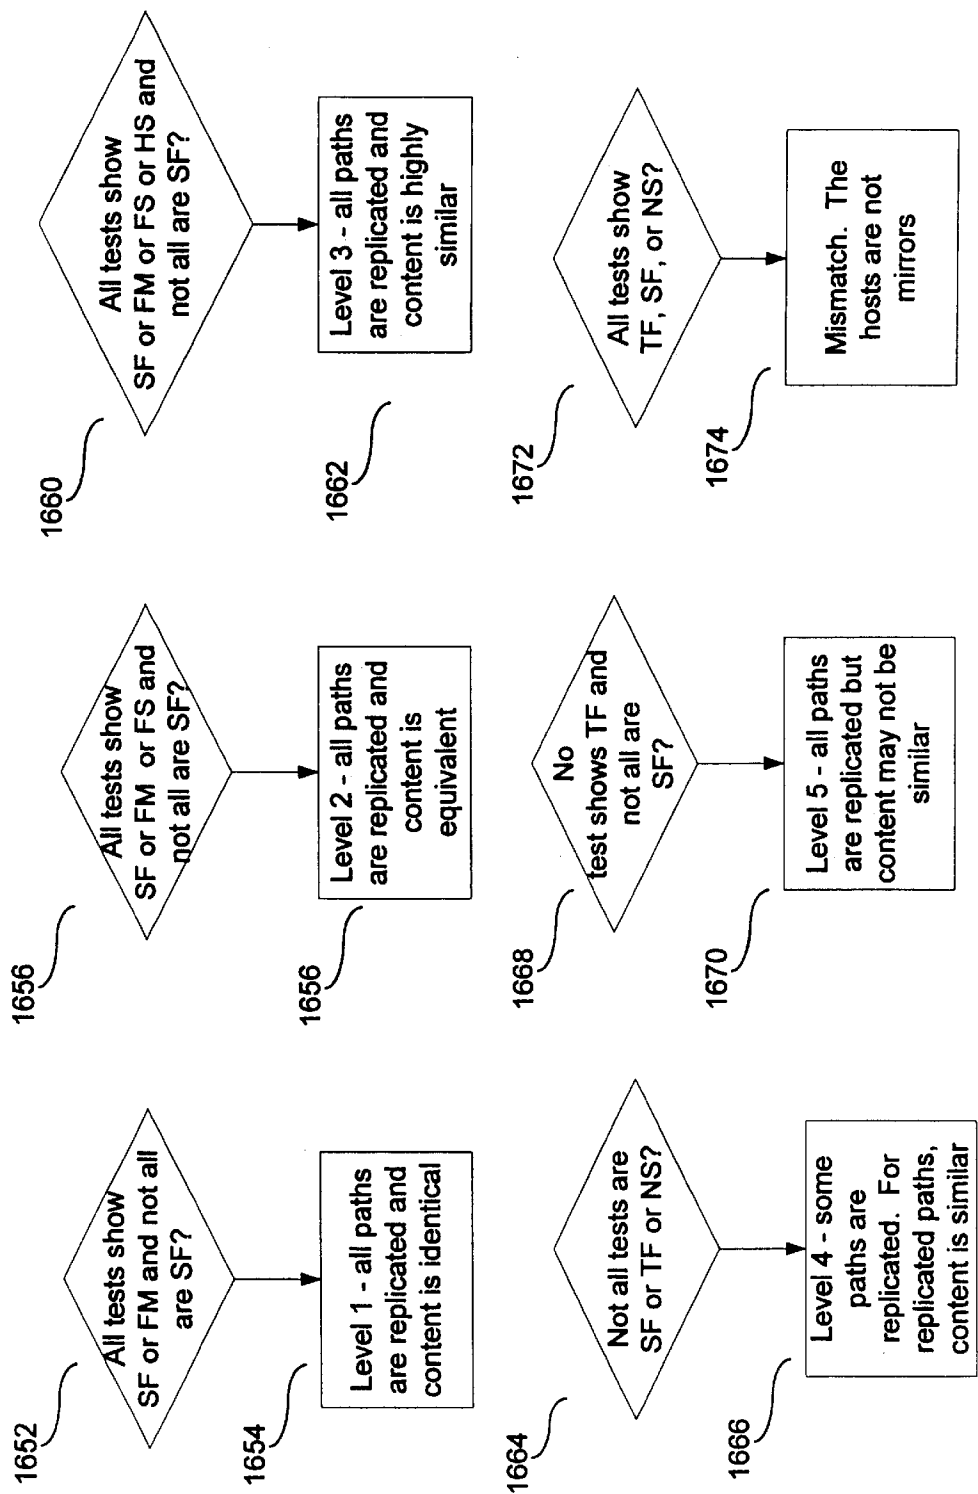 1652
All tests show
SF or FM and not all
are SF?
1654
Level 1 - all paths
are replicated and
content is identical
1656
All tests show
SF or FM or FS and
not all are SF?
1656
Level 2 - all paths
are replicated and
content is
equivalent
1660
All tests show
SF or FM or FS or HS and
not all are SF?
1662
Level 3 - all paths
are replicated and
content is highly
similar
1664
Not all tests are
SF or TF or NS?
1666
Level 4 - some
paths are
replicated. For
replicated paths,
content is similar
1668
No
test shows TF and
not all are
SF?
1670
Level 5 - all paths
are replicated but
content may not be
similar
1672
All tests show
TF, SF, or NS?
1674
Mismatch. The
hosts are not
mirrors